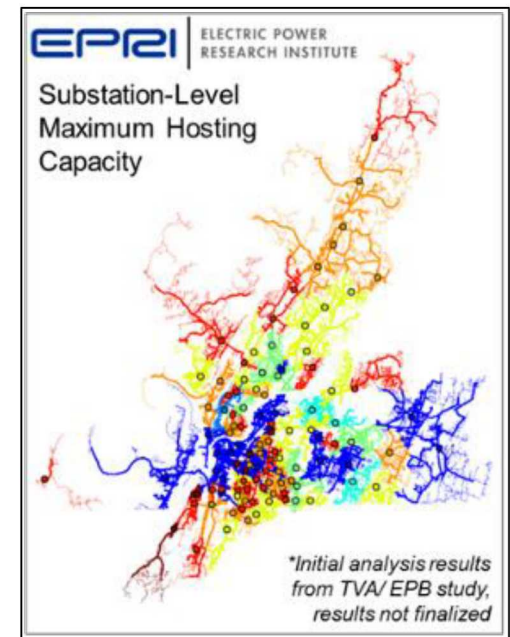 EPRI
ELECTRIC POWER
RESEARCH INSTITUTE
Substation-Level
Maximum Hosting
Capacity
*Initial analysis results
from TVA/ EPB study,
results not finalized